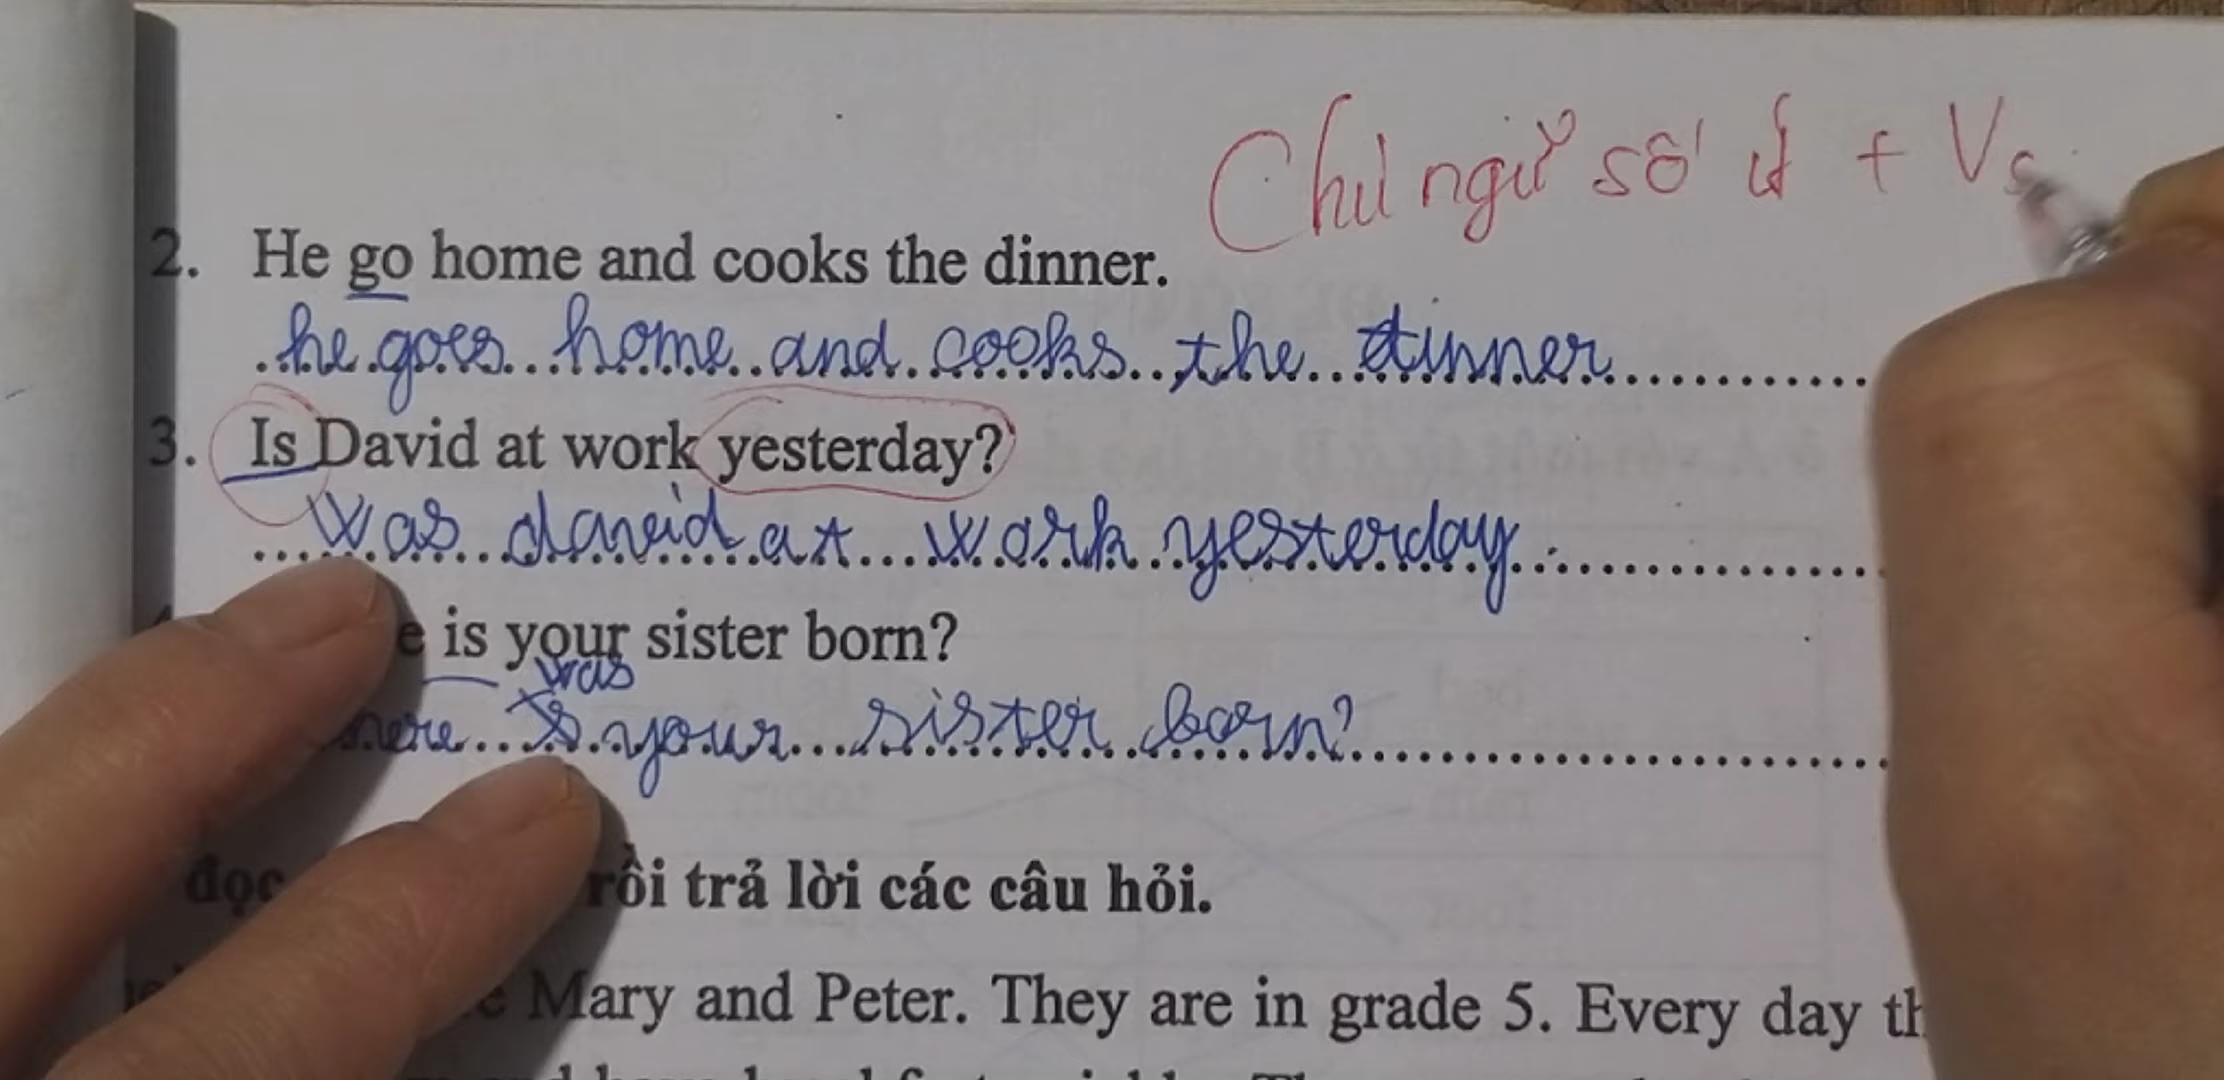 Chủ ngữ số ít + Vs
2. He go home and cooks the dinner.
he goes home and cooks the dinner
3. Is David at work yesterday?
was david at work yesterday
is your sister born?
was
is your sister born?
rồi trả lời các câu hỏi.
Mary and Peter. They are in grade 5. Every day